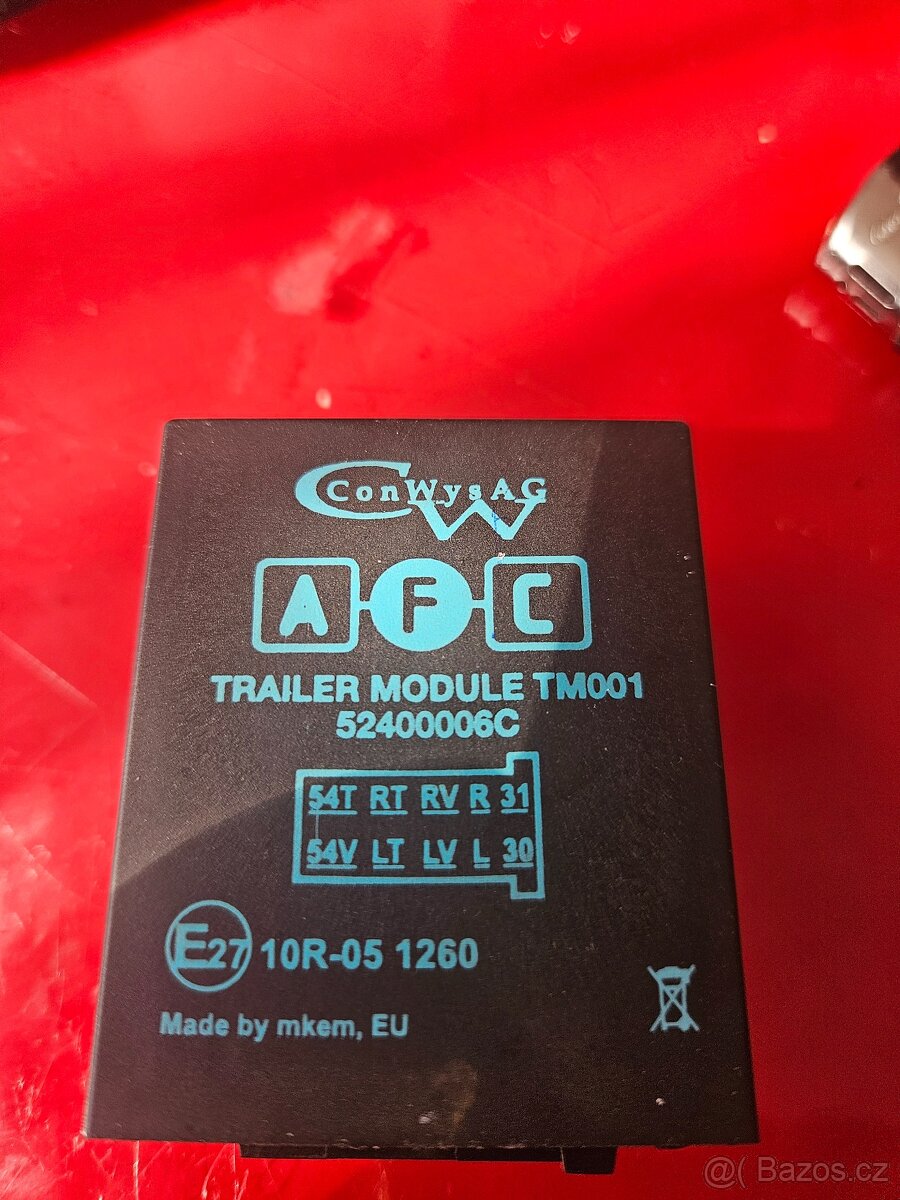 ConWysAG
CW
A F C
TRAILER MODULE TM001
52400006C
54T RT RV R 31
54V LT LV L 30
E27 10R-05 1260
Made by mkem, EU
@( Bazos.cz